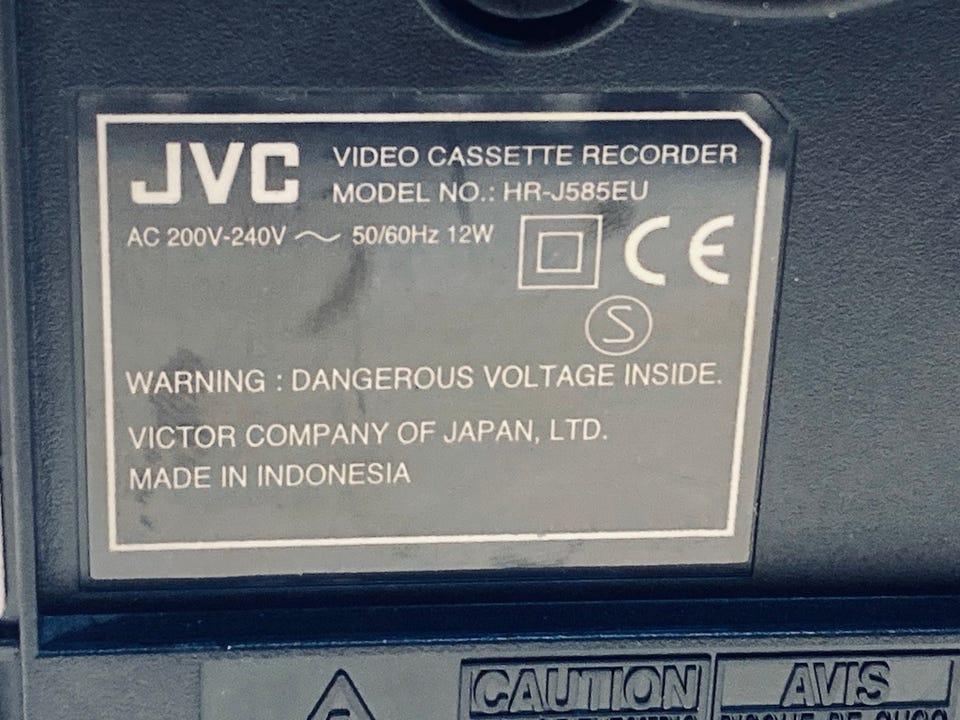 JVC
VIDEO CASSETTE RECORDER
MODEL NO.: HR-J585EU
AC 200V-240V ~ 50/60Hz 12W
CE
S
WARNING : DANGEROUS VOLTAGE INSIDE.
VICTOR COMPANY OF JAPAN, LTD.
MADE IN INDONESIA
CAUTION
AVIS